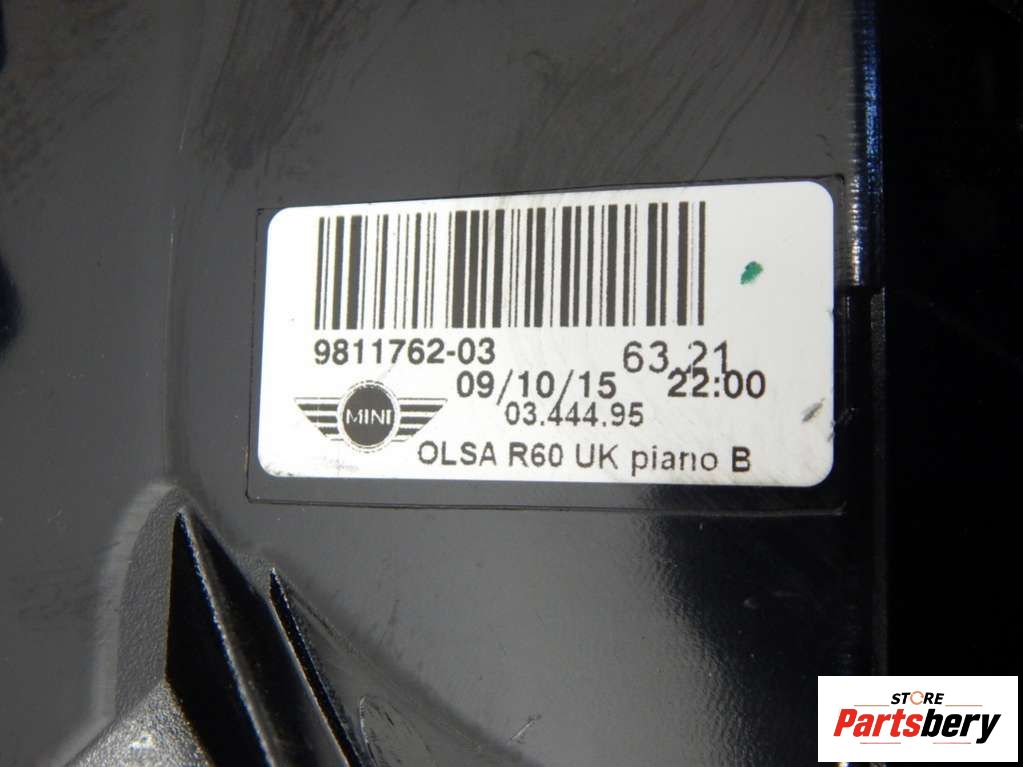 9811762-03
63.21
09/10/15 22:00
MINI
03.444.95
OLSA R60 UK piano B
STORE
Partsbery